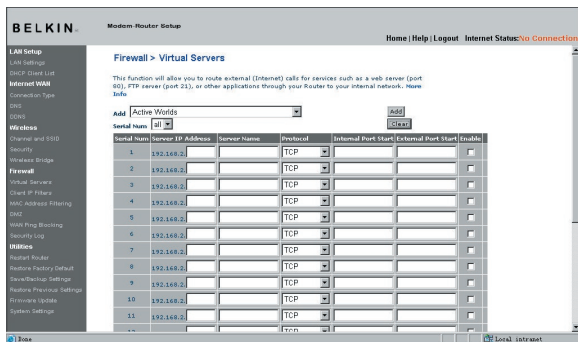 BELKIN.
Modem-Router Setup
Home | Help | Logout Internet Status: No Connection
LAN Setup
LAN Settings
DHCP Client List
Internet WAN
Connection Type
DNS
DDNS
Wireless
Channel and SSID
Security
Wireless Bridge
Firewall
Virtual Servers
Client IP Filters
MAC Address Filtering
DMZ
WAN Ping Blocking
Security Log
Utilities
Restart Router
Restore Factory Default
Save/Backup Settings
Restore Previous Settings
Firmware Update
System Settings
Firewall > Virtual Servers
This function will allow you to route external (Internet) calls for services such as a web server (port
80), FTP server (port 21), or other applications through your Router to your internal network. More
Info
Add Active Worlds Add
Serial Num all Clear
Serial Num Server IP Address Server Name Protocol Internal Port Start External Port Start Enable
1 192.168.2. TCP
2 192.168.2. TCP
3 192.168.2. TCP
4 192.168.2. TCP
5 192.168.2. TCP
6 192.168.2. TCP
7 192.168.2. TCP
8 192.168.2. TCP
9 192.168.2. TCP
10 192.168.2. TCP
11 192.168.2. TCP
Done Local intranet